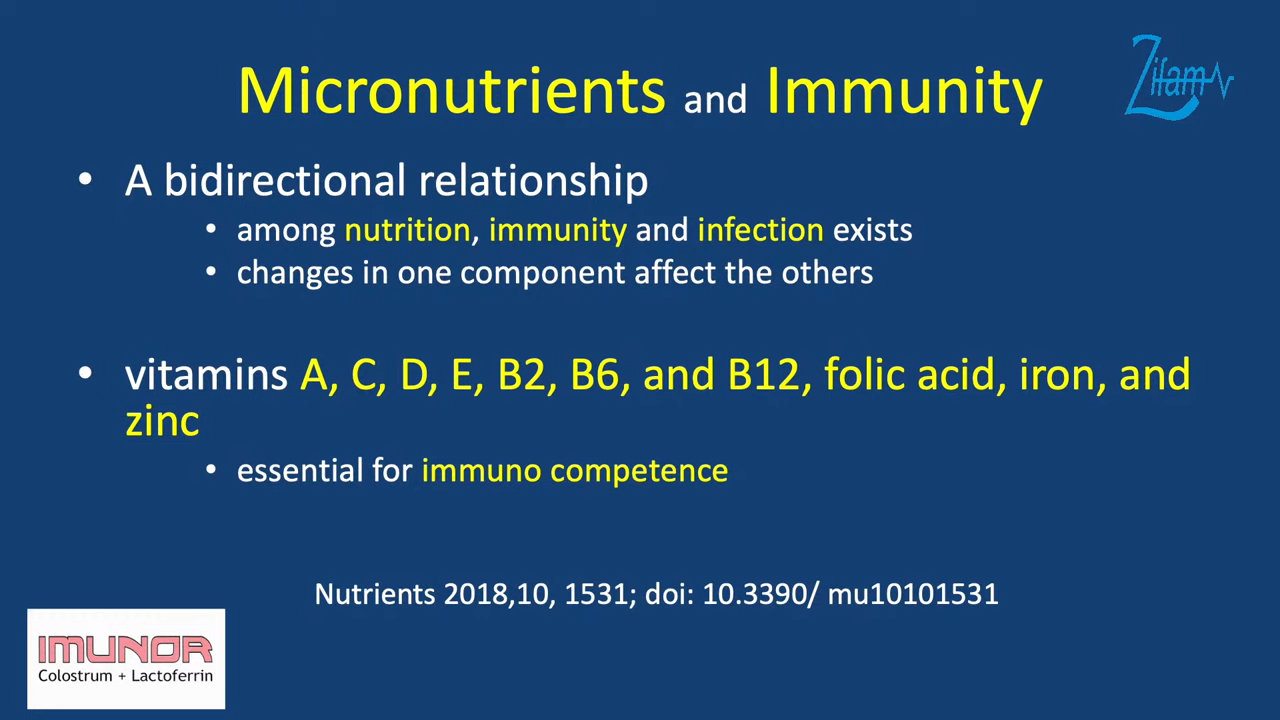 Micronutrients and Immunity
Zifam
• A bidirectional relationship
• among nutrition, immunity and infection exists
• changes in one component affect the others
• vitamins A, C, D, E, B2, B6, and B12, folic acid, iron, and
zinc
• essential for immuno competence
Nutrients 2018,10, 1531; doi: 10.3390/ mu10101531
IMUNOR
Colostrum + Lactoferrin